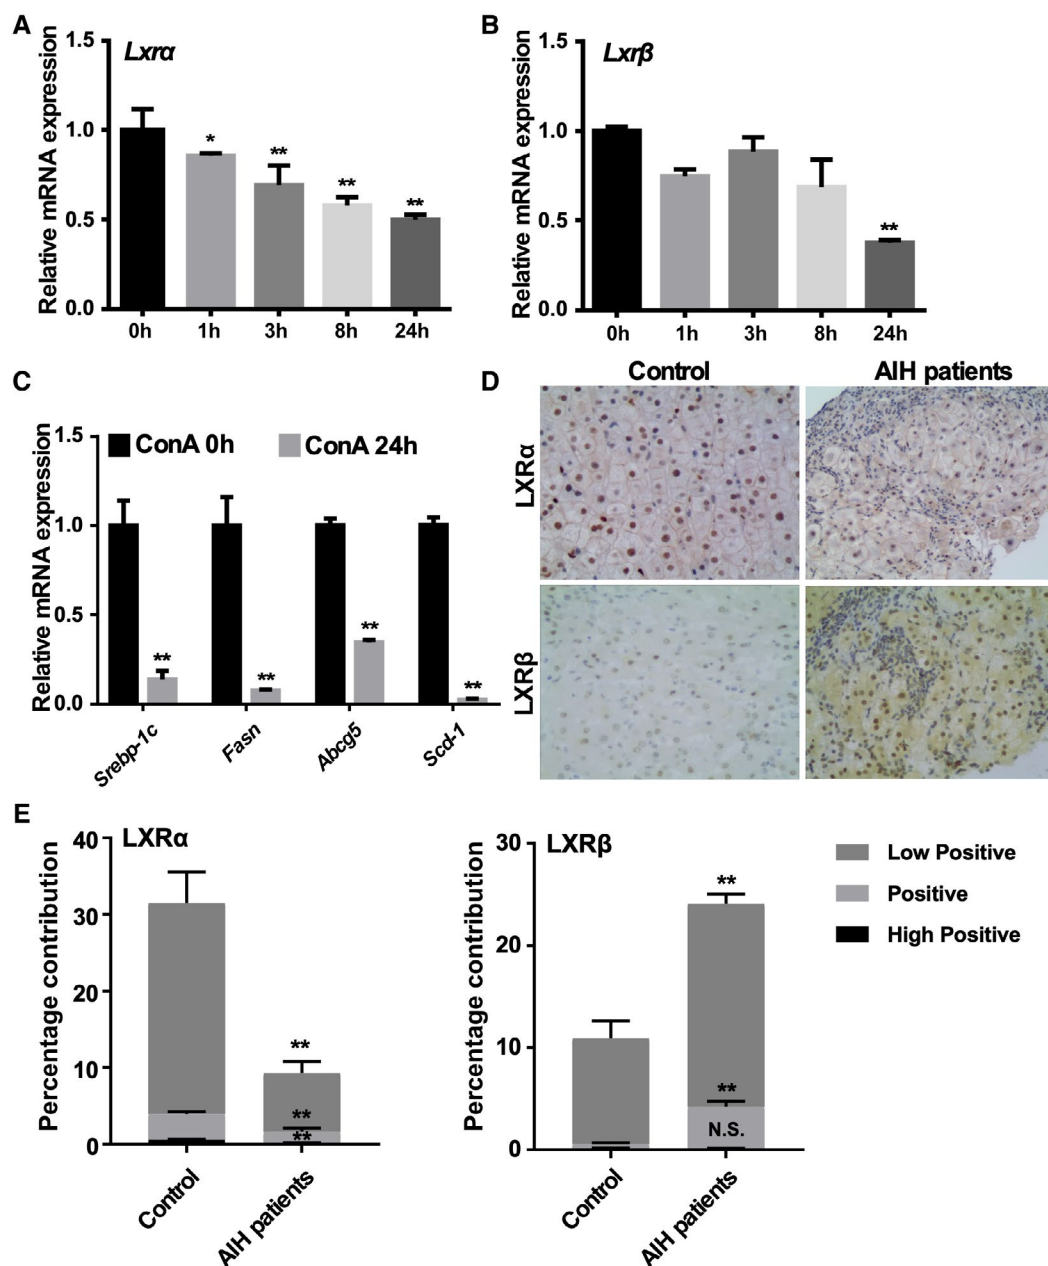 A
Lxrα
Relative mRNA expression
1.5
1.0
0.5
0.0
*
**
**
**
0h 1h 3h 8h 24h
B
Lxrβ
Relative mRNA expression
1.5
1.0
0.5
0.0
**
0h 1h 3h 8h 24h
C
Relative mRNA expression
1.5
1.0
0.5
0.0
ConA 0h ConA 24h
**
**
**
**
Srebp-1c Fasn Abcg5 Scd-1
D
Control AIH patients
LXRα
LXRβ
E
LXRα
Percentage contribution
40
30
20
10
0
**
**
**
Control AIH patients
LXRβ
Percentage contribution
30
20
10
0
**
**
N.S.
Control AIH patients
Low Positive
Positive
High Positive